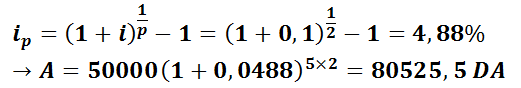 i_p = (1 + i)^{1/p} − 1 = (1 + 0,1)^{1/2} − 1 = 4,88%
→ A = 50000(1 + 0,0488)^{5×2} = 80525,5 DA